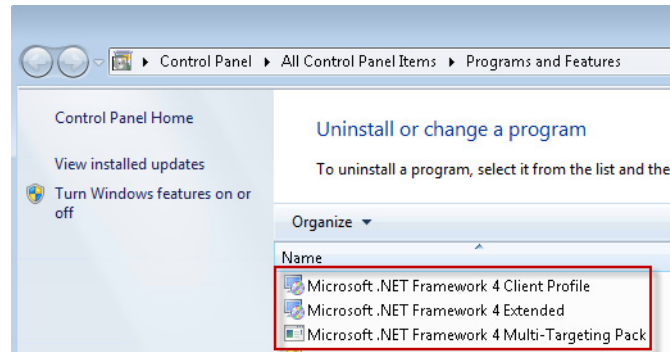 Control Panel ▸ All Control Panel Items ▸ Programs and Features
Control Panel Home
View installed updates
Turn Windows features on or
off
Uninstall or change a program
To uninstall a program, select it from the list and the
Organize
Name
Microsoft .NET Framework 4 Client Profile
Microsoft .NET Framework 4 Extended
Microsoft .NET Framework 4 Multi-Targeting Pack